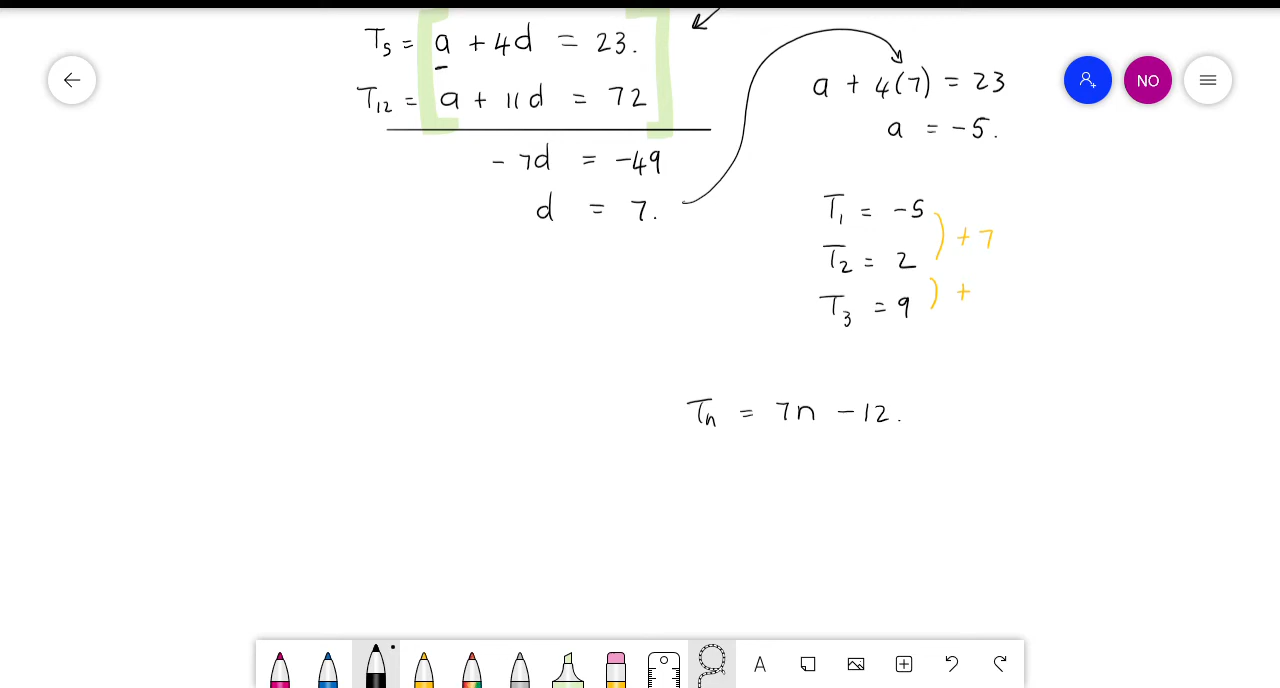 T5 = a + 4d = 23.
T12 = a + 11d = 72
- 7d = -49
d = 7.
a + 4(7) = 23
a = -5.
T1 = -5
T2 = 2
T3 = 9
+ 7
+
Tn = 7n - 12.
NO
A